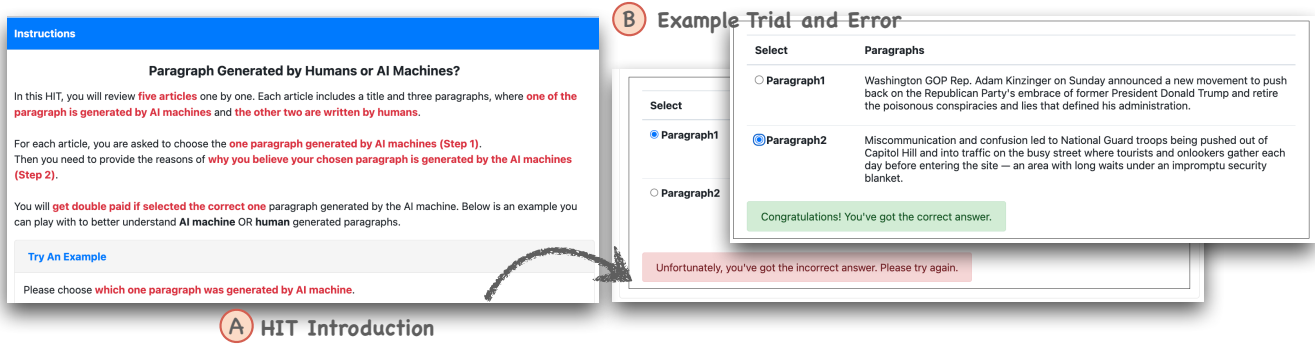 Instructions
Paragraph Generated by Humans or AI Machines?
In this HIT, you will review five articles one by one. Each article includes a title and three paragraphs, where one of the
paragraph is generated by AI machines and the other two are written by humans.
For each article, you are asked to choose the one paragraph generated by AI machines (Step 1).
Then you need to provide the reasons of why you believe your chosen paragraph is generated by the AI machines
(Step 2).
You will get double paid if selected the correct one paragraph generated by the AI machine. Below is an example you
can play with to better understand AI machine OR human generated paragraphs.
Try An Example
Please choose which one paragraph was generated by AI machine.
A HIT Introduction
B Example Trial and Error
Select
Paragraph1
Paragraph2
Unfortunately, you've got the incorrect answer. Please try again.
Select Paragraphs
Paragraph1 Washington GOP Rep. Adam Kinzinger on Sunday announced a new movement to push
back on the Republican Party's embrace of former President Donald Trump and retire
the poisonous conspiracies and lies that defined his administration.
Paragraph2 Miscommunication and confusion led to National Guard troops being pushed out of
Capitol Hill and into traffic on the busy street where tourists and onlookers gather each
day before entering the site — an area with long waits under an impromptu security
blanket.
Congratulations! You've got the correct answer.